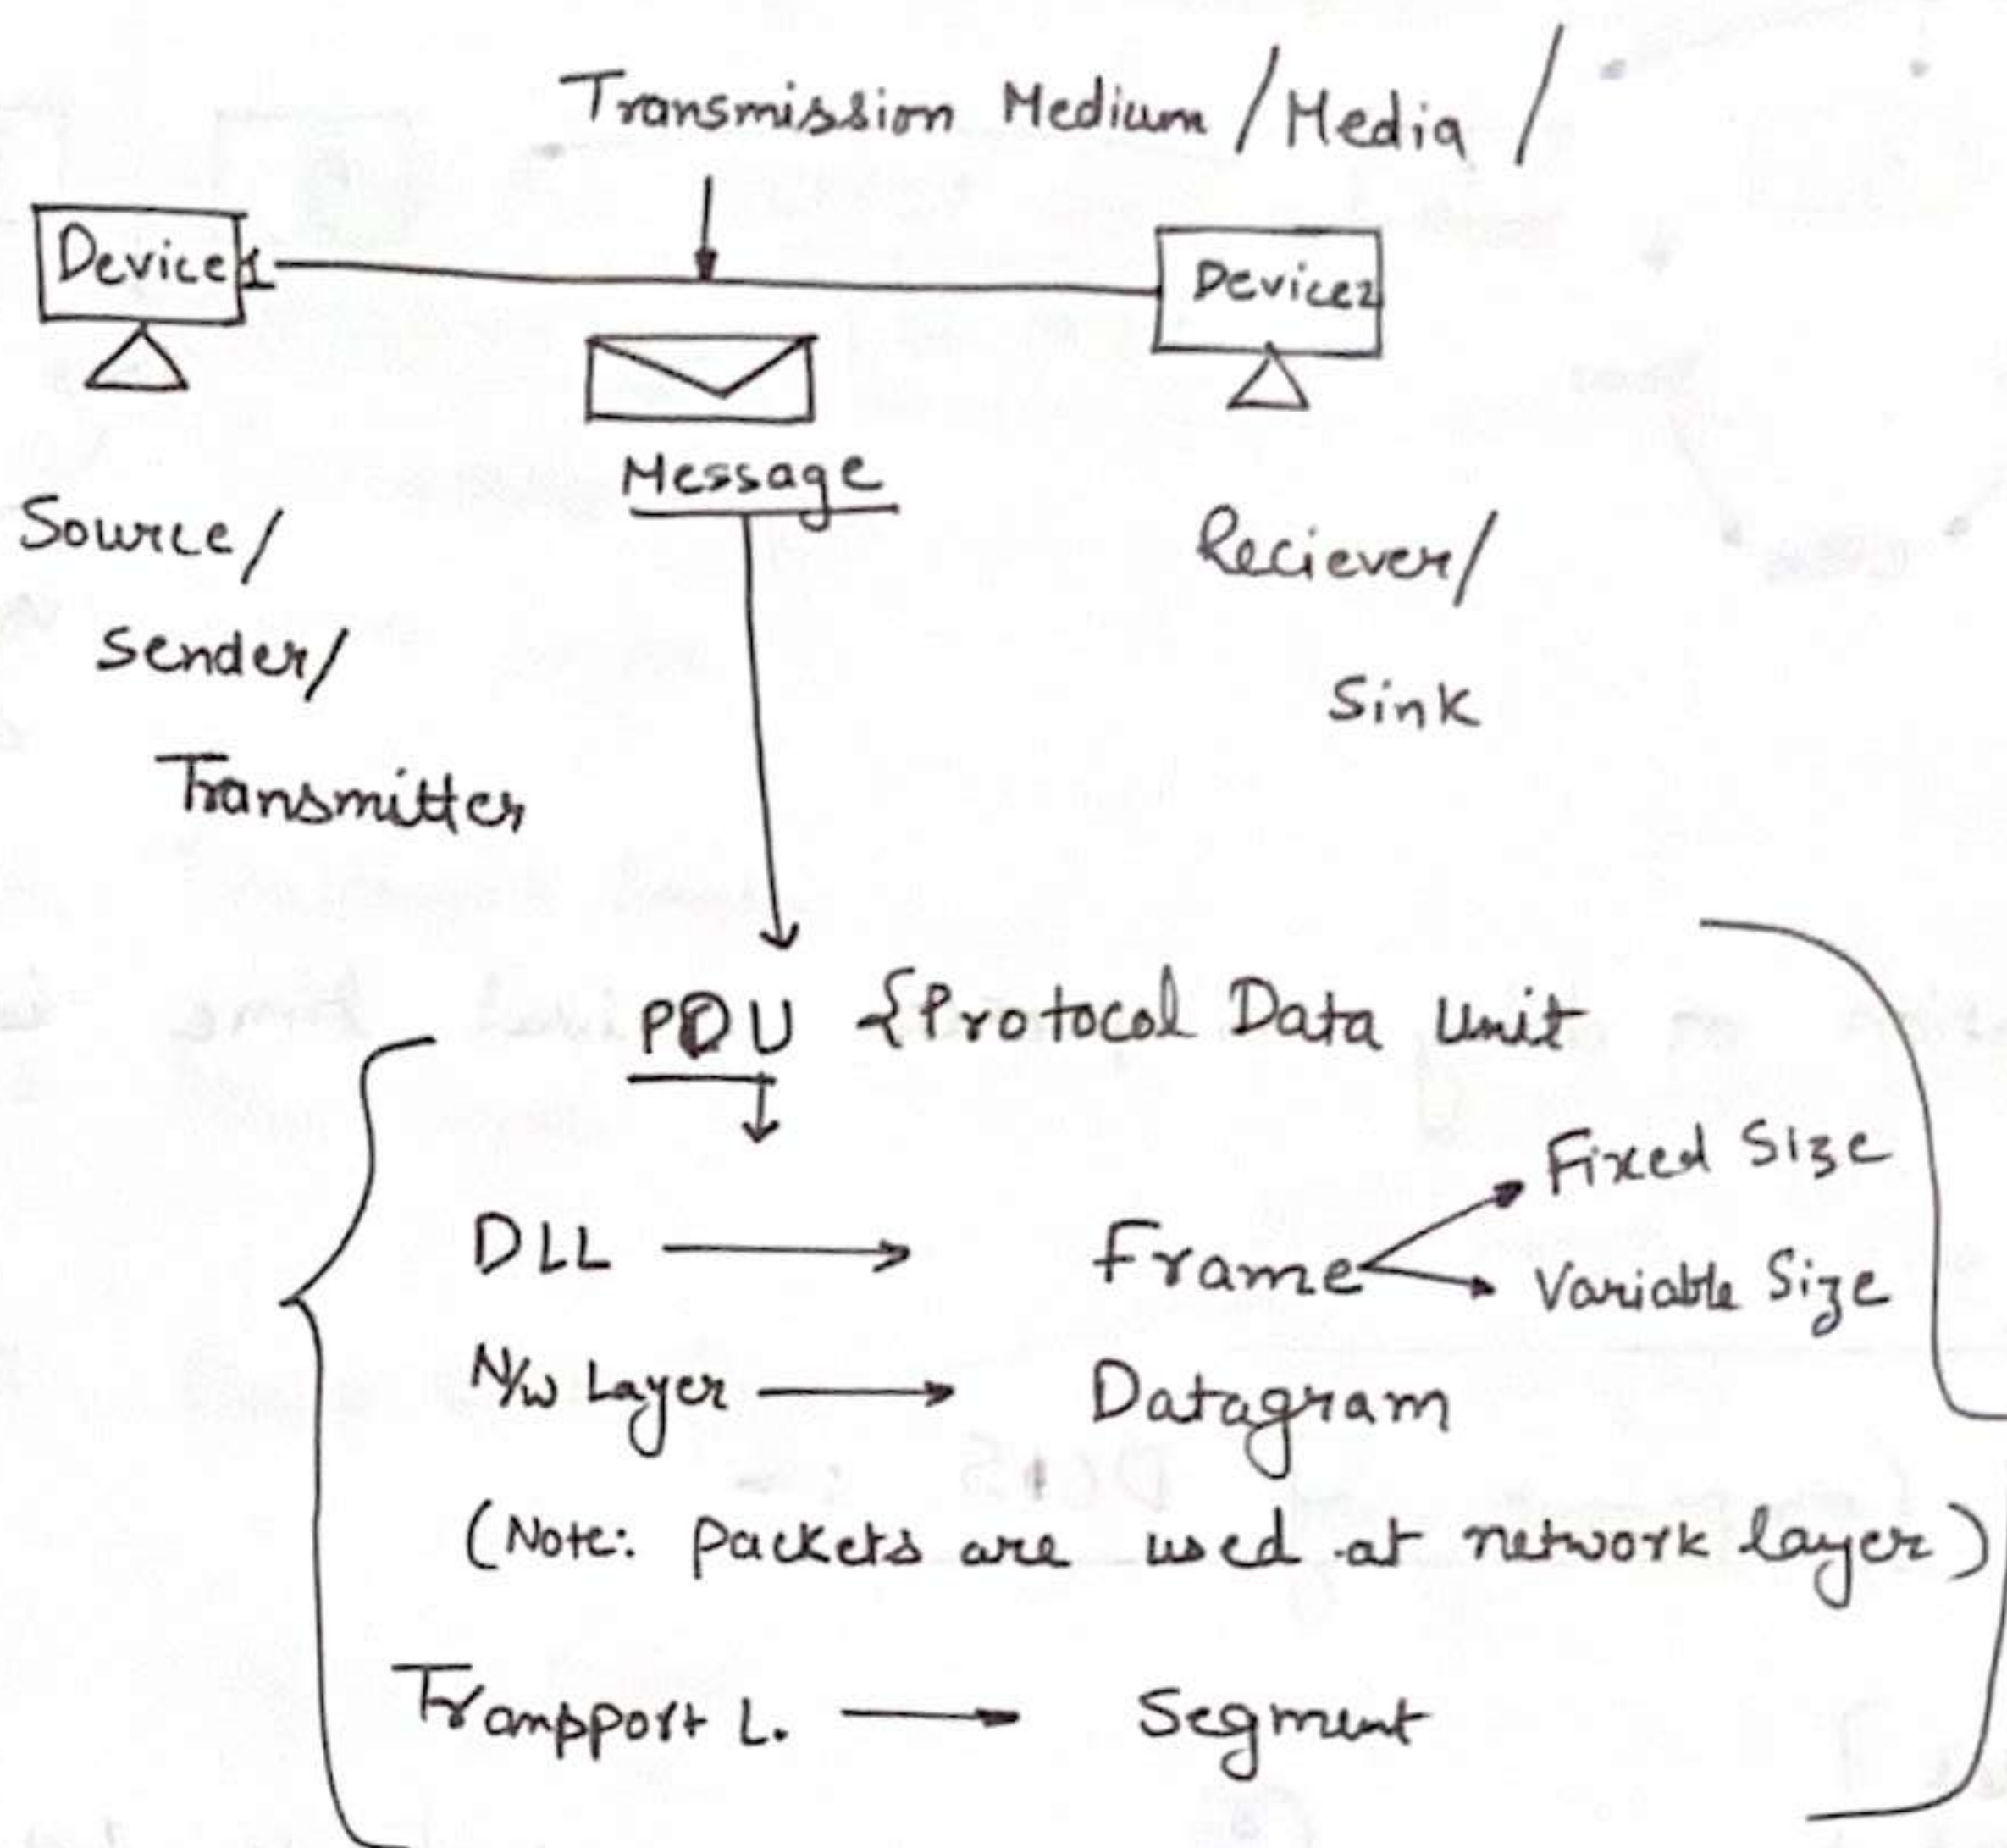 Transmission Medium / Media /
Device1
Device2
Message
Source/
Sender/
Transmitter
Reciever/
Sink
PDU {Protocol Data Unit
DLL → Frame
Fixed Size
Variable Size
N/w Layer → Datagram
(Note: Packets are used at network layer)
Trampport L. → Segment